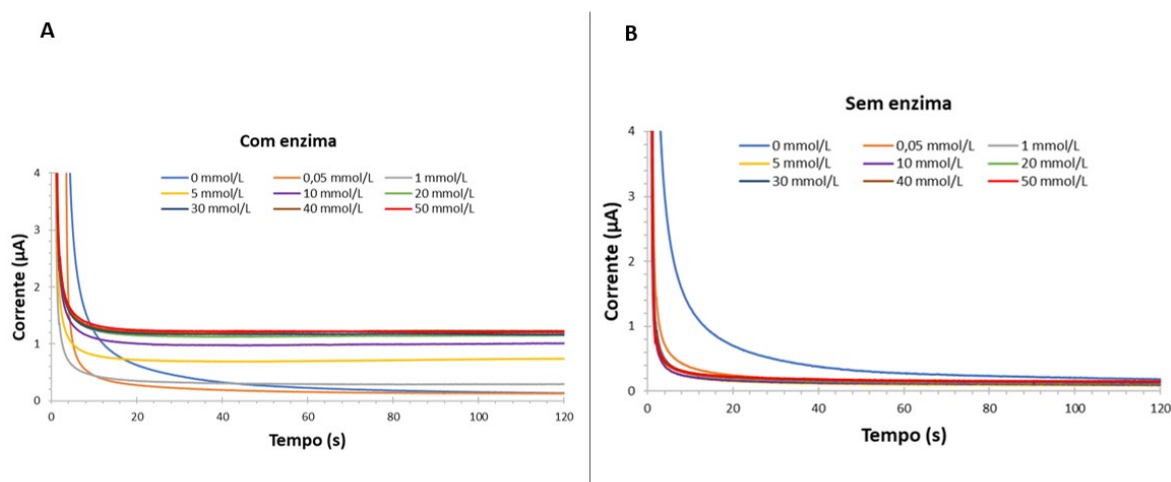 A
Com enzima
0 mmol/L 0,05 mmol/L 1 mmol/L
5 mmol/L 10 mmol/L 20 mmol/L
30 mmol/L 40 mmol/L 50 mmol/L
Corrente (µA)
4
3
2
1
0
0 20 40 60 80 100 120
Tempo (s)
B
Sem enzima
0 mmol/L 0,05 mmol/L 1 mmol/L
5 mmol/L 10 mmol/L 20 mmol/L
30 mmol/L 40 mmol/L 50 mmol/L
Corrente (µA)
4
3
2
1
0
0 20 40 60 80 100 120
Tempo (s)